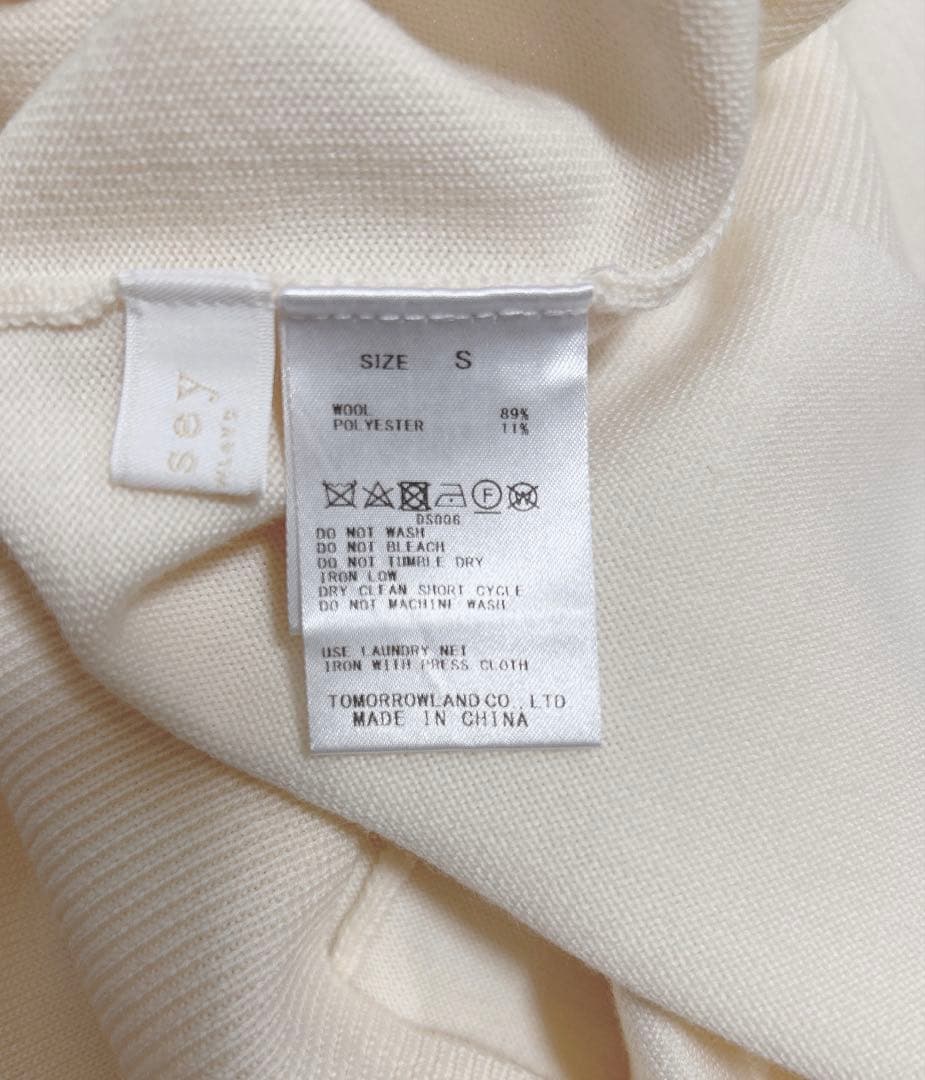 sey
SIZE S
WOOL 89%
POLYESTER 11%
F W
DS006
DO NOT WASH
DO NOT BLEACH
DO NOT TUMBLE DRY
IRON LOW
DRY CLEAN SHORT CYCLE
DO NOT MACHINE WASH
USE LAUNDRY NET
IRON WITH PRESS CLOTH
TOMORROWLAND CO., LTD
MADE IN CHINA